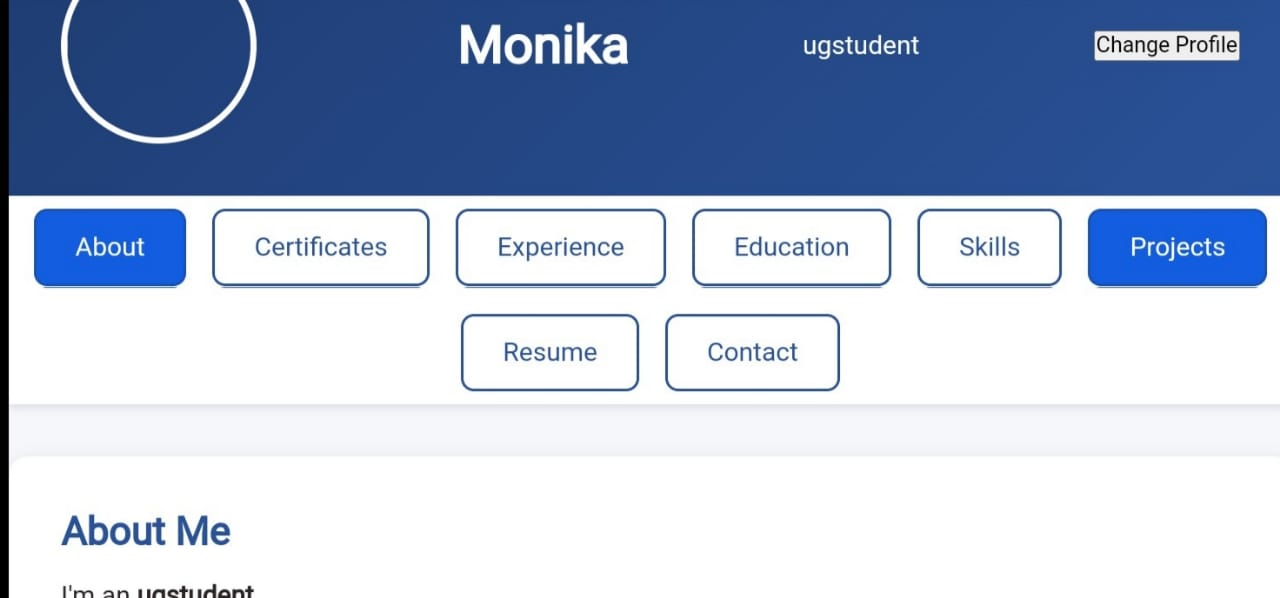 Monika ugstudent Change Profile
About Certificates Experience Education Skills Projects
Resume Contact
About Me
I'm an ugstudent